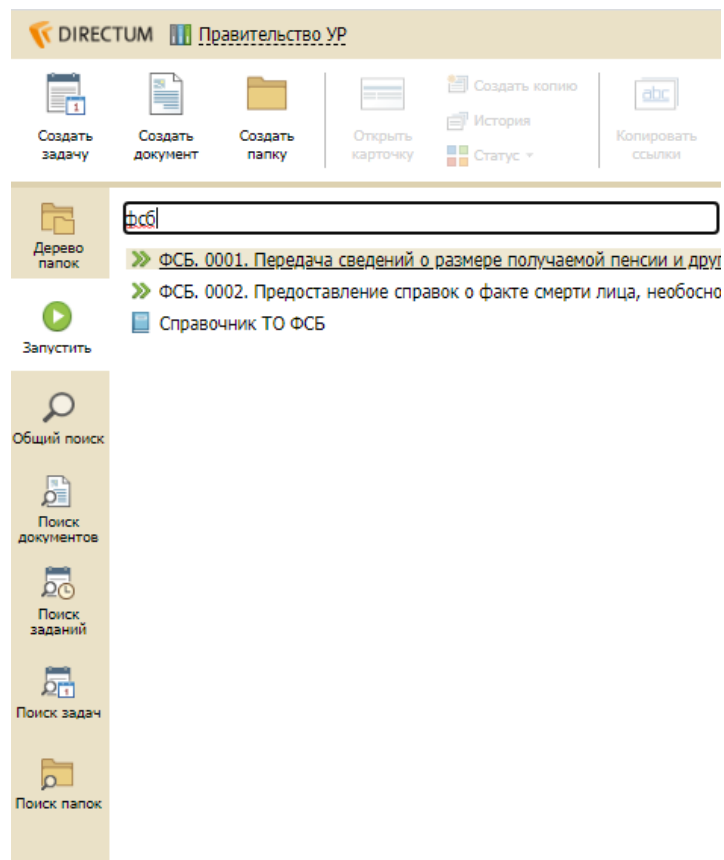 DIRECTUM Правительство УР
Создать задачу
Создать документ
Создать папку
Открыть карточку
Создать копию
История
Статус
abc
Копировать ссылки
Дерево папок
фсб
ФСБ. 0001. Передача сведений о размере получаемой пенсии и друг
ФСБ. 0002. Предоставление справок о факте смерти лица, необосно
Справочник ТО ФСБ
Запустить
Общий поиск
Поиск документов
Поиск заданий
Поиск задач
Поиск папок